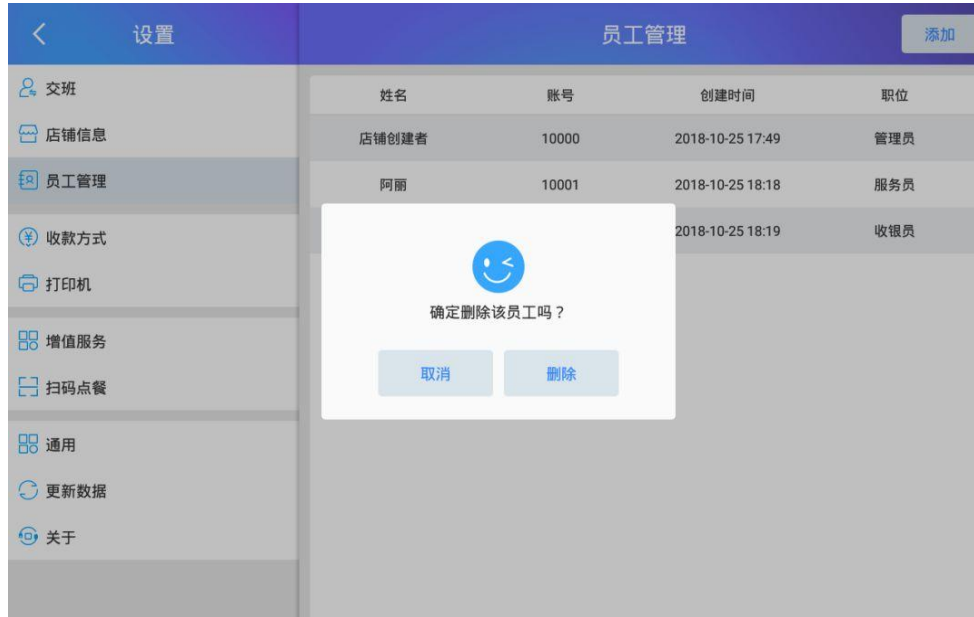 设置
员工管理
添加
交班
店铺信息
员工管理
收款方式
打印机
增值服务
扫码点餐
通用
更新数据
关于
姓名 账号 创建时间 职位
店铺创建者 10000 2018-10-25 17:49 管理员
阿丽 10001 2018-10-25 18:18 服务员
2018-10-25 18:19 收银员
确定删除该员工吗？
取消 删除